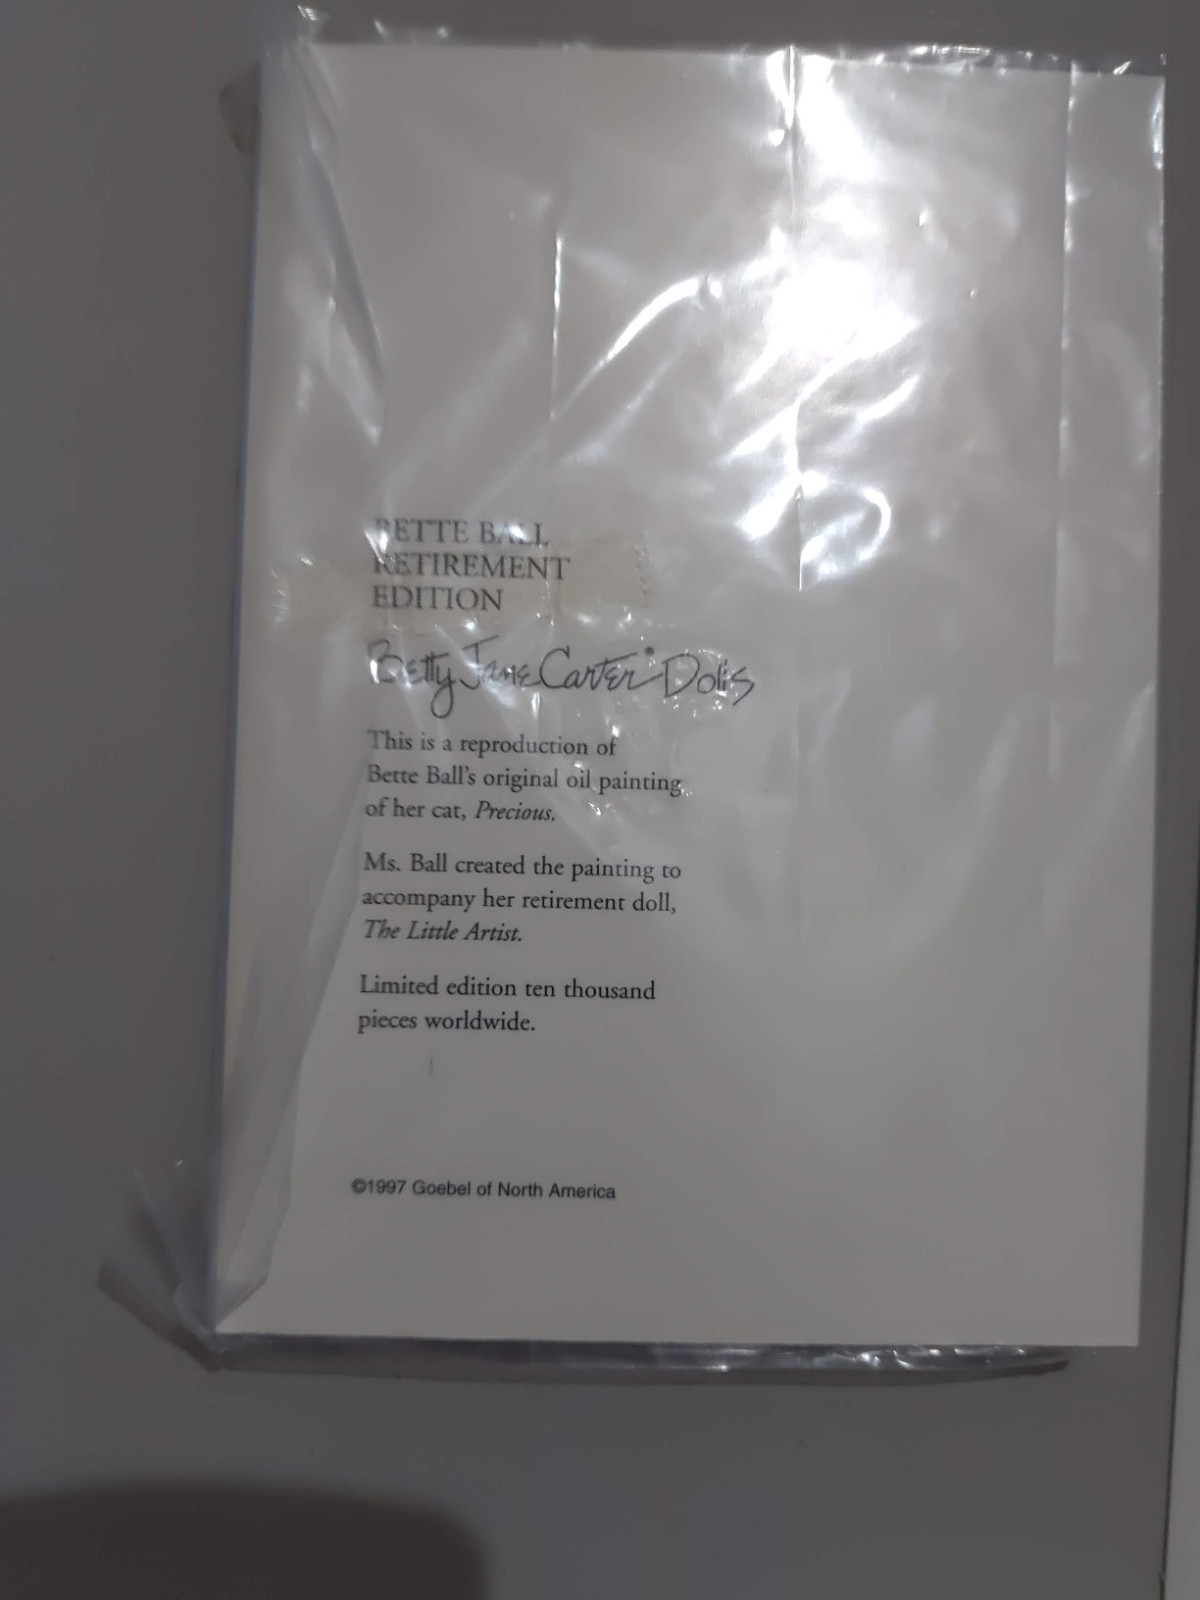 BETTE BALL
RETIREMENT
EDITION
Betty Jane Carter® Dolls
This is a reproduction of
Bette Ball's original oil painting
of her cat, Precious.
Ms. Ball created the painting to
accompany her retirement doll,
The Little Artist.
Limited edition ten thousand
pieces worldwide.
©1997 Goebel of North America